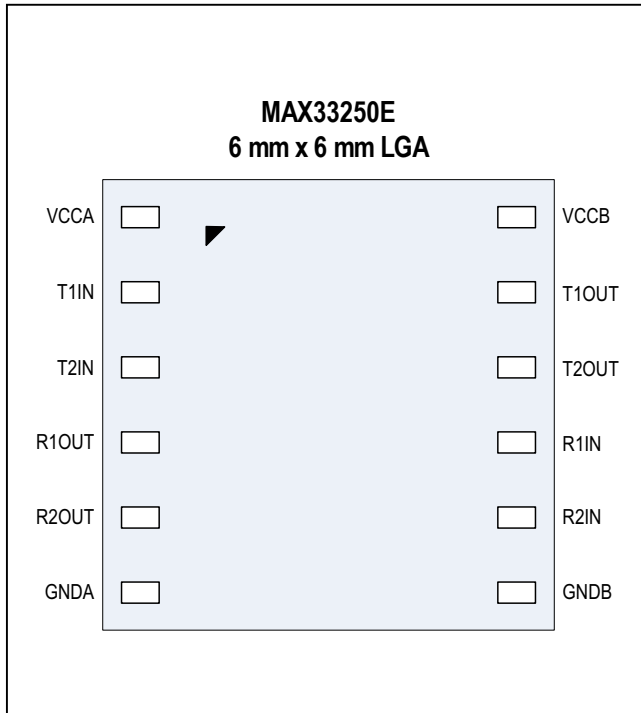 MAX33250E
6 mm x 6 mm LGA
VCCA VCCB
T1IN T1OUT
T2IN T2OUT
R1OUT R1IN
R2OUT R2IN
GNDA GNDB